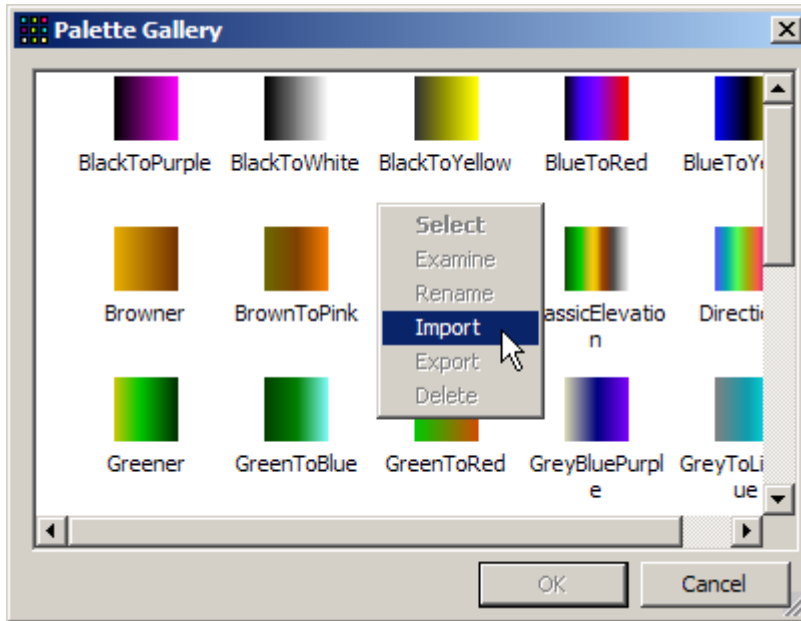 Palette Gallery
BlackToPurple BlackToWhite BlackToYellow BlueToRed BlueToY
Select
Examine
Rename
Browner BrownToPink assicElevatio Directi
Import
n
Export
Delete
Greener GreenToBlue GreenToRed GreyBluePurpl GreyToLi
e ue
OK Cancel